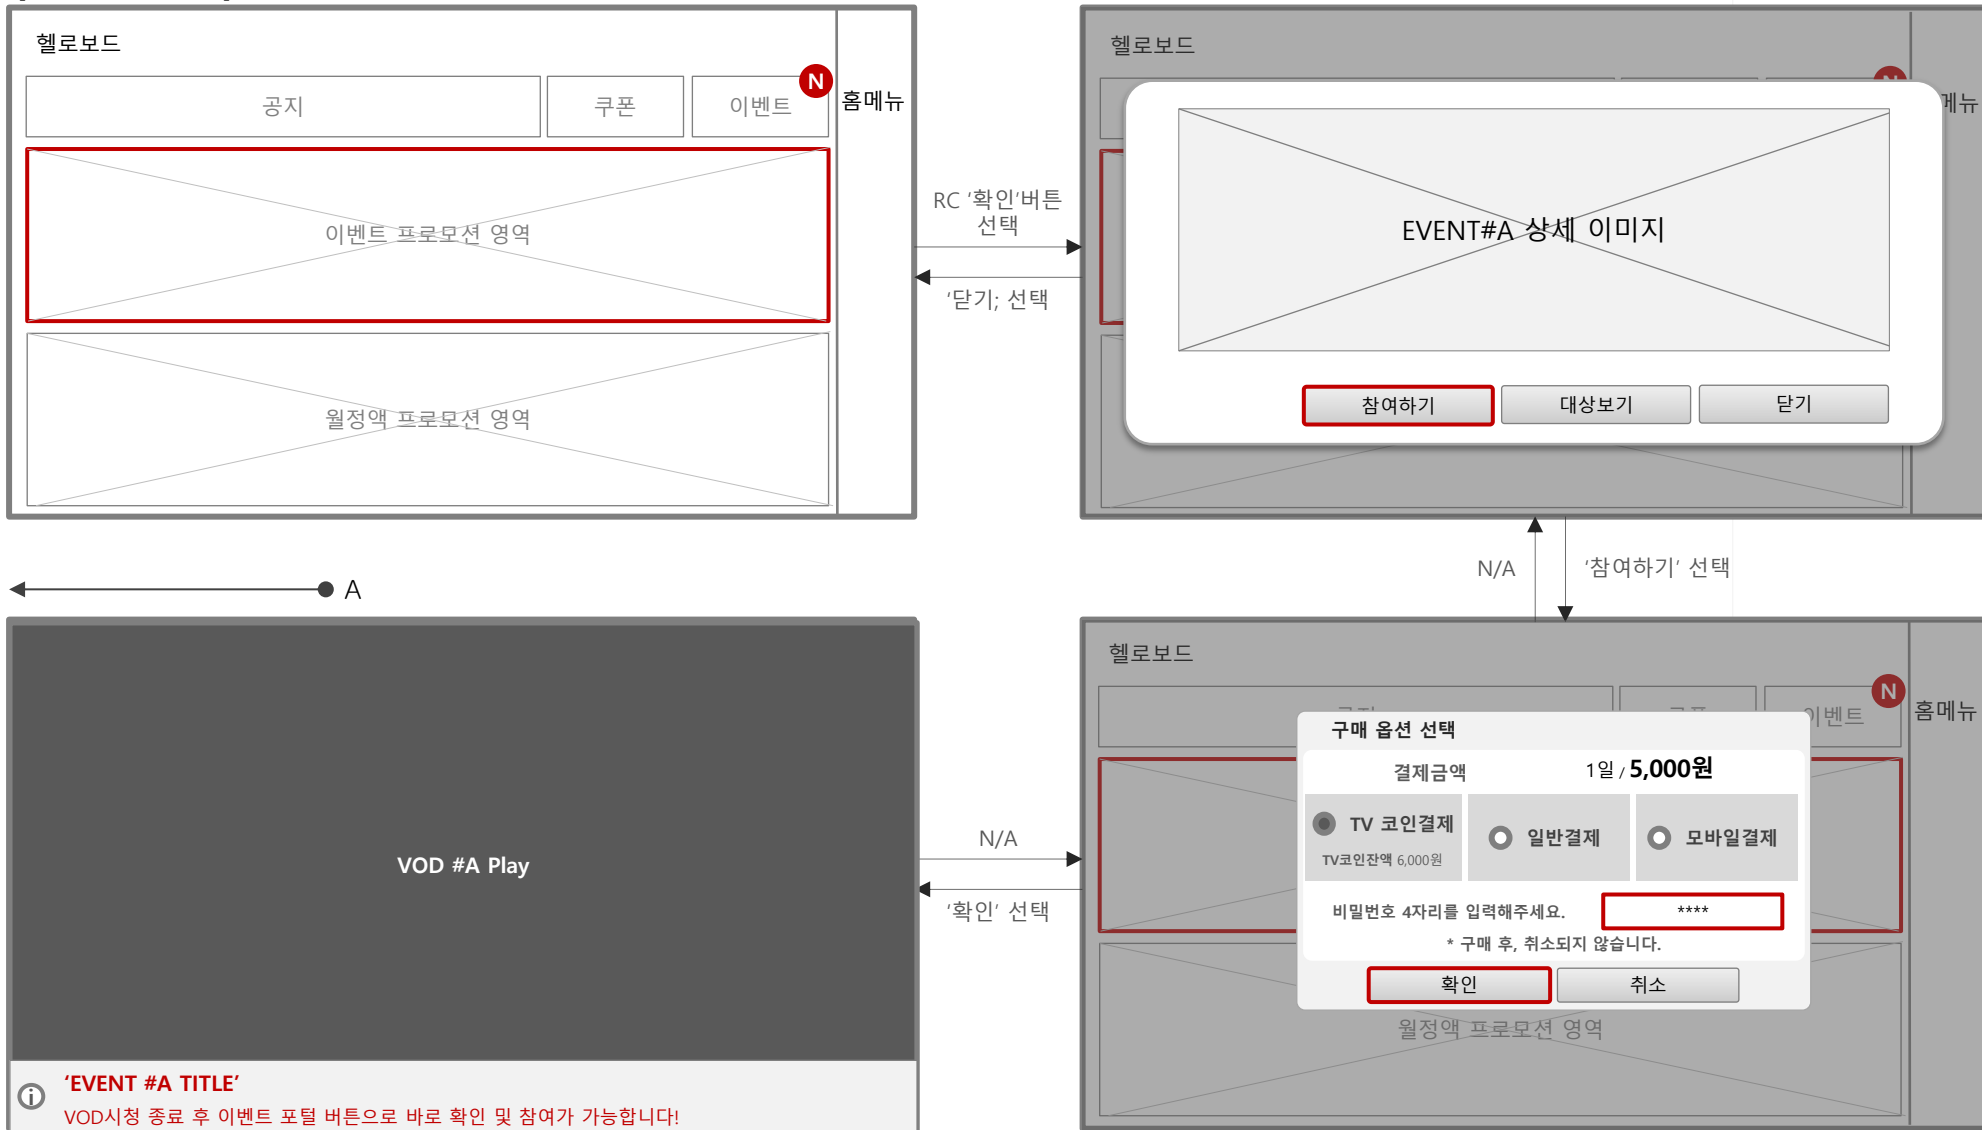 헬로보드
공지
쿠폰
이벤트
N
홈메뉴
이벤트 프로모션 영역
월정액 프로모션 영역
RC ‘확인’버튼
선택
‘닫기; 선택
헬로보드
메뉴
EVENT#A 상세 이미지
참여하기
대상보기
닫기
N/A
‘참여하기’ 선택
A
VOD #A Play
‘EVENT #A TITLE’
VOD시청 종료 후 이벤트 포털 버튼으로 바로 확인 및 참여가 가능합니다!
N/A
‘확인’ 선택
헬로보드
이벤트
N
홈메뉴
구매 옵션 선택
결제금액
1일 / 5,000원
TV 코인결제
TV코인잔액 6,000원
일반결제
모바일결제
비밀번호 4자리를 입력해주세요.
****
* 구매 후, 취소되지 않습니다.
확인
취소
월정액 프로모션 영역